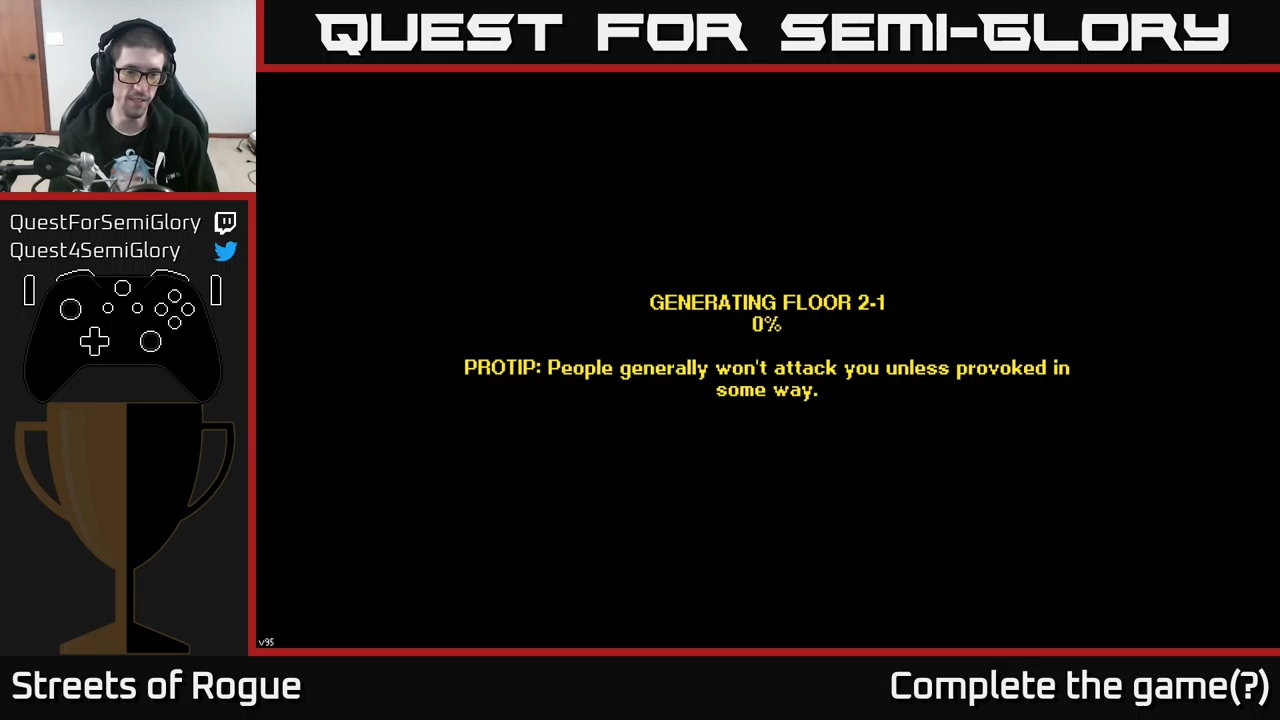 QUEST FOR SEMI-GLORY
QuestForSemiGlory
Quest4SemiGlory
GENERATING FLOOR 2-1
0%
PROTIP: People generally won't attack you unless provoked in
some way.
v95
Streets of Rogue
Complete the game(?)